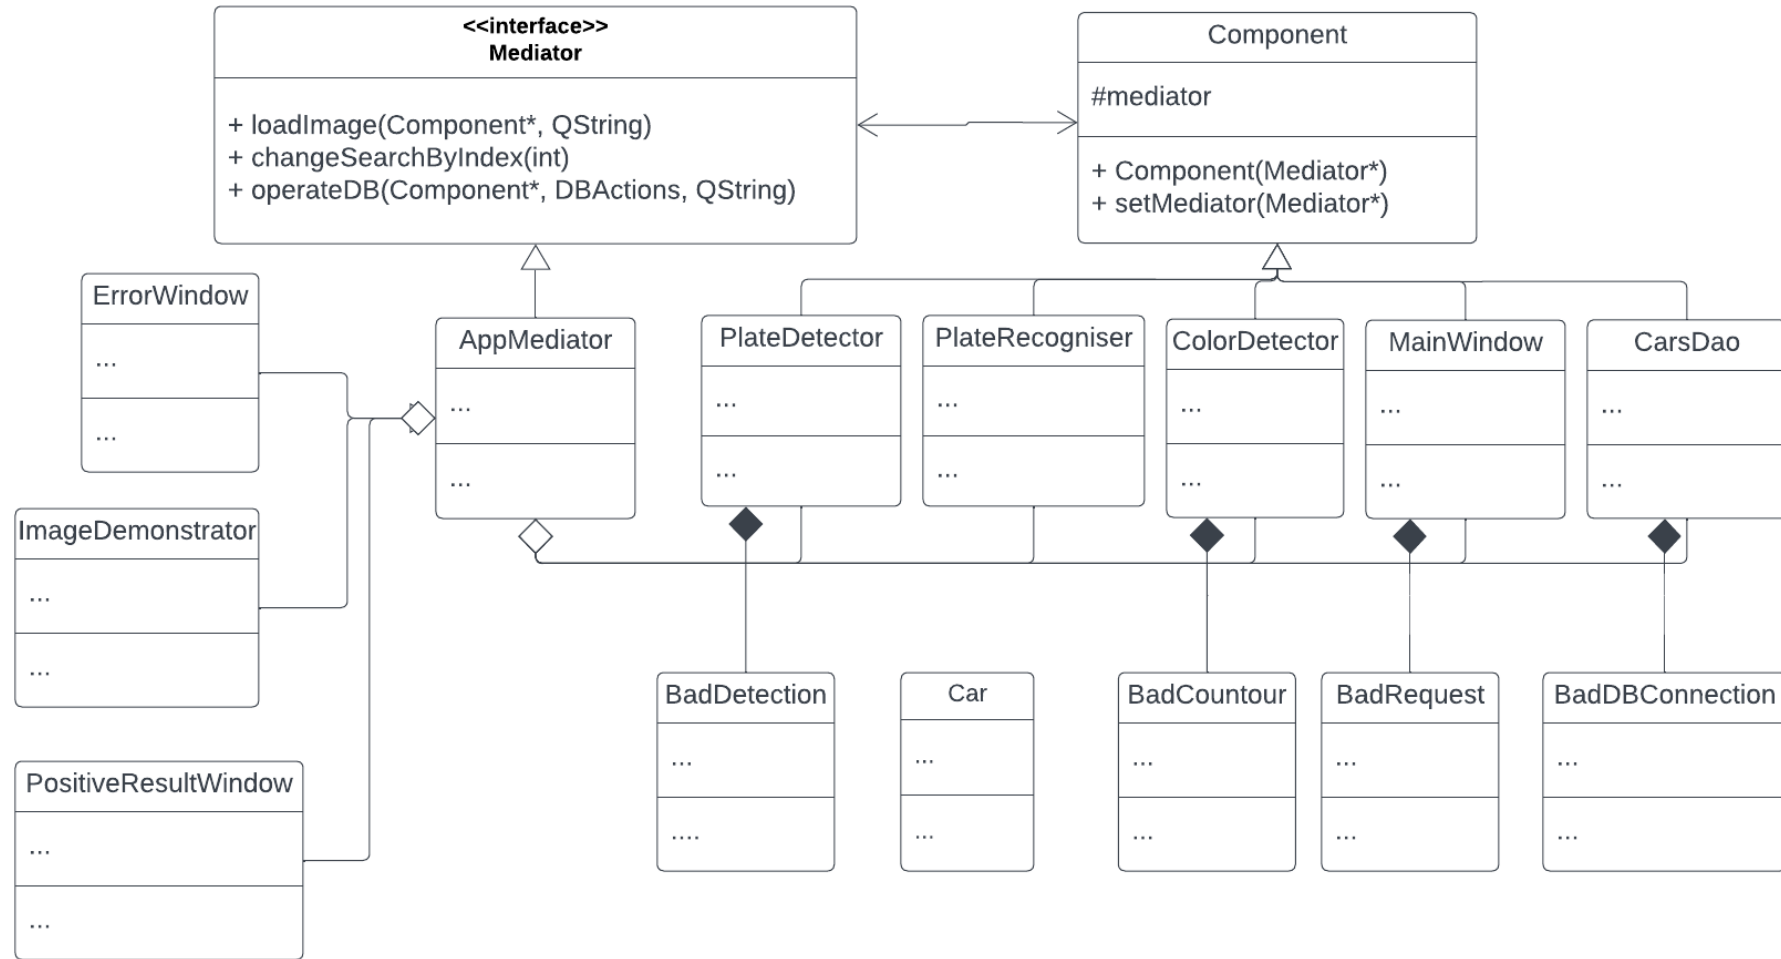 <<interface>>
Mediator
+ loadImage(Component*, QString)
+ changeSearchByIndex(int)
+ operateDB(Component*, DBActions, QString)
Component
#mediator
+ Component(Mediator*)
+ setMediator(Mediator*)
ErrorWindow
...
...
AppMediator
...
...
PlateDetector
...
...
PlateRecogniser
...
...
ColorDetector
...
...
MainWindow
...
...
CarsDao
...
...
ImageDemonstrator
...
...
PositiveResultWindow
...
...
BadDetection
...
....
Car
...
...
BadCountour
...
...
BadRequest
...
...
BadDBConnection
...
...